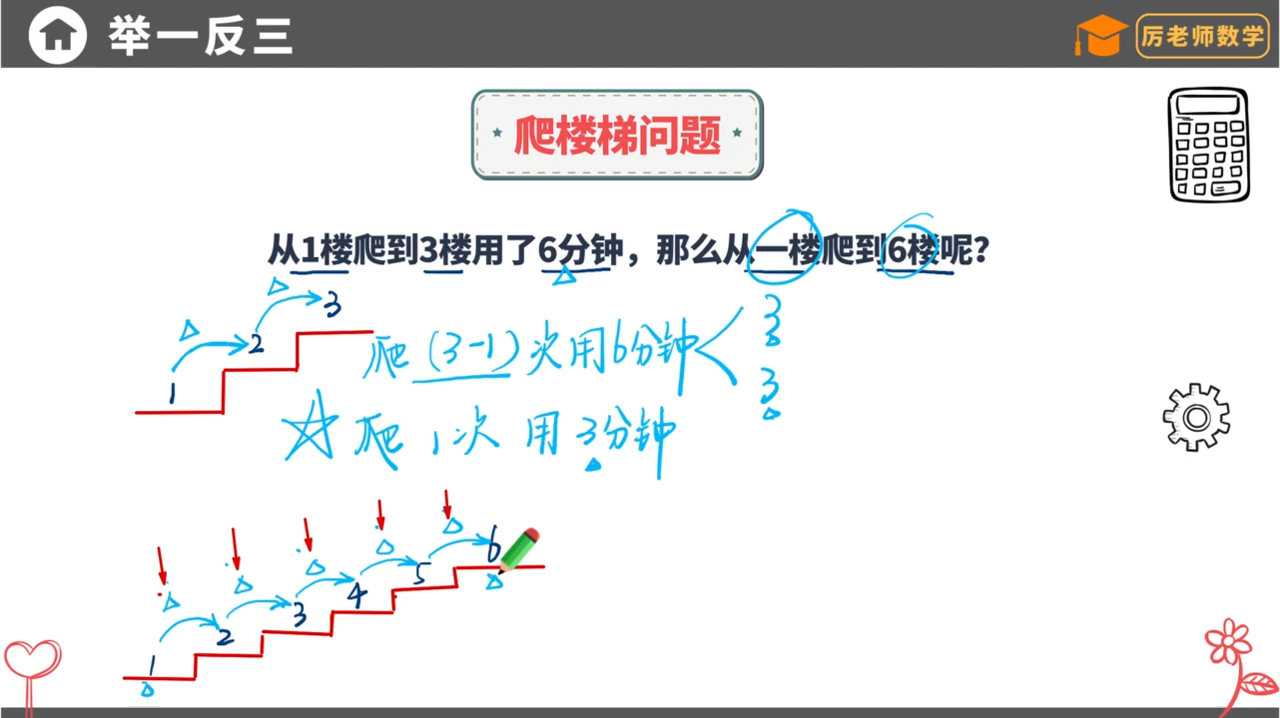 举一反三
厉老师数学
爬楼梯问题
从1楼爬到3楼用了6分钟，那么从一楼爬到6楼呢？
1 2 3
爬(3-1)次用6分钟
3
3
爬1次用3分钟
1 2 3 4 5 6